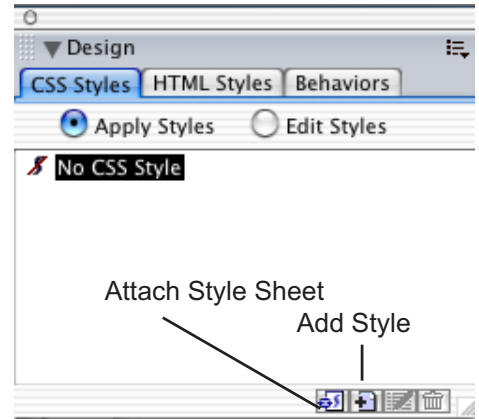 Design
CSS Styles HTML Styles Behaviors
Apply Styles Edit Styles
No CSS Style
Attach Style Sheet
Add Style